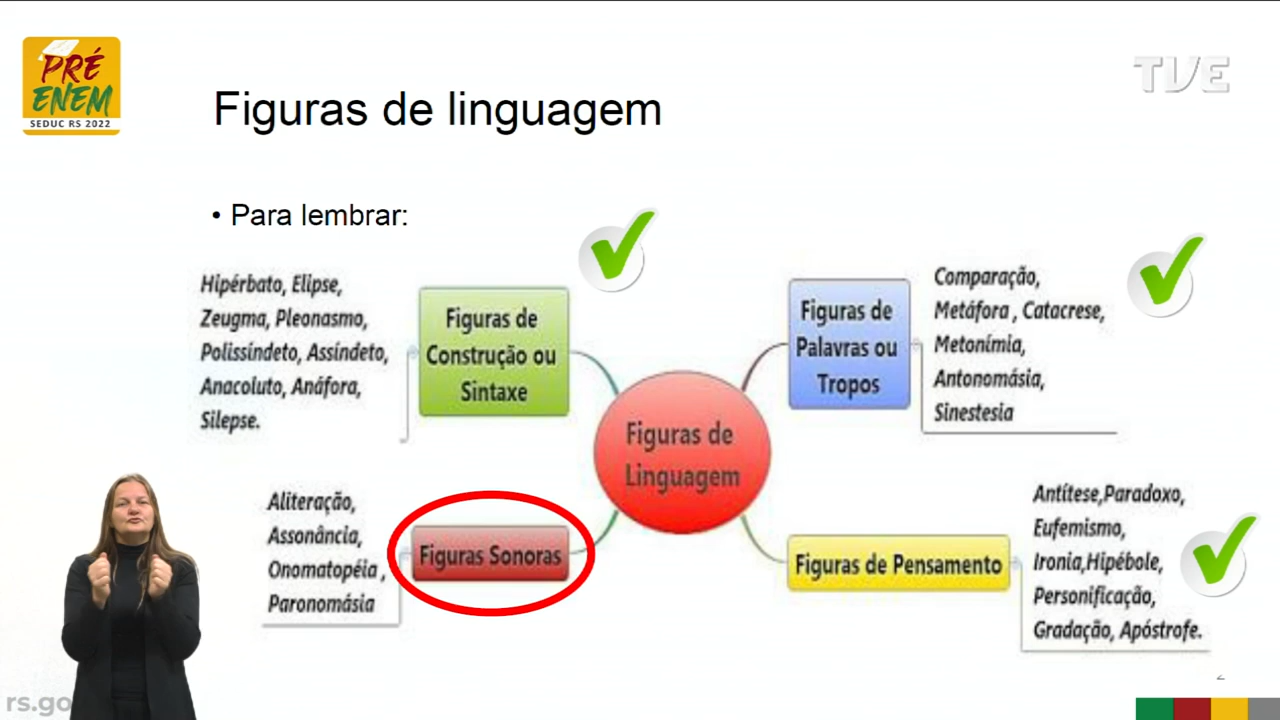 PRÉ
ENEM
SEDUC RS 2022
TVE
Figuras de linguagem
• Para lembrar:
Hipérbato, Elipse,
Zeugma, Pleonasmo,
Polissíndeto, Assíndeto,
Anacoluto, Anáfora,
Silepse.
Figuras de
Construção ou
Sintaxe
Figuras de
Palavras ou
Tropos
Comparação,
Metáfora , Catacrese,
Metonímia,
Antonomásia,
Sinestesia
Figuras de
Linguagem
Aliteração,
Assonância,
Onomatopéia ,
Paronomásia
Figuras Sonoras
Figuras de Pensamento
Antítese,Paradoxo,
Eufemismo,
Ironia,Hipébole,
Personificação,
Gradação, Apóstrofe.
rs.go
2